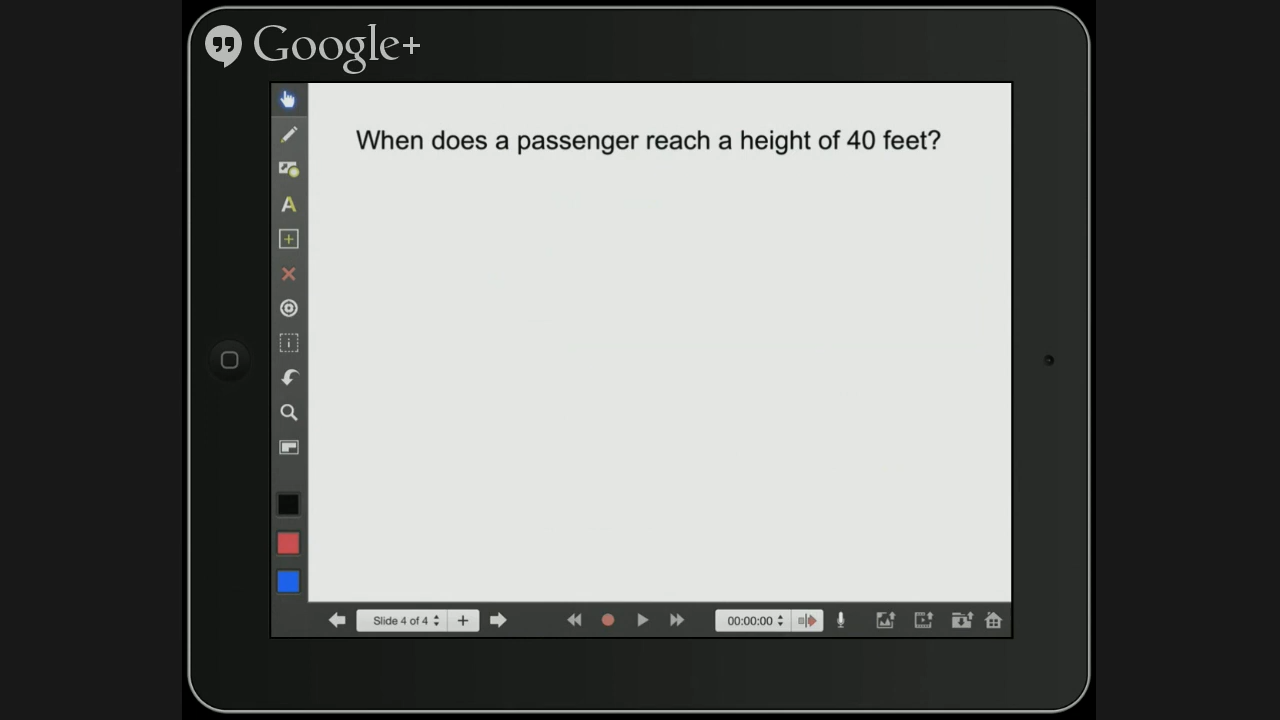 Google+
When does a passenger reach a height of 40 feet?
A
i
Slide 4 of 4
+
00:00:00